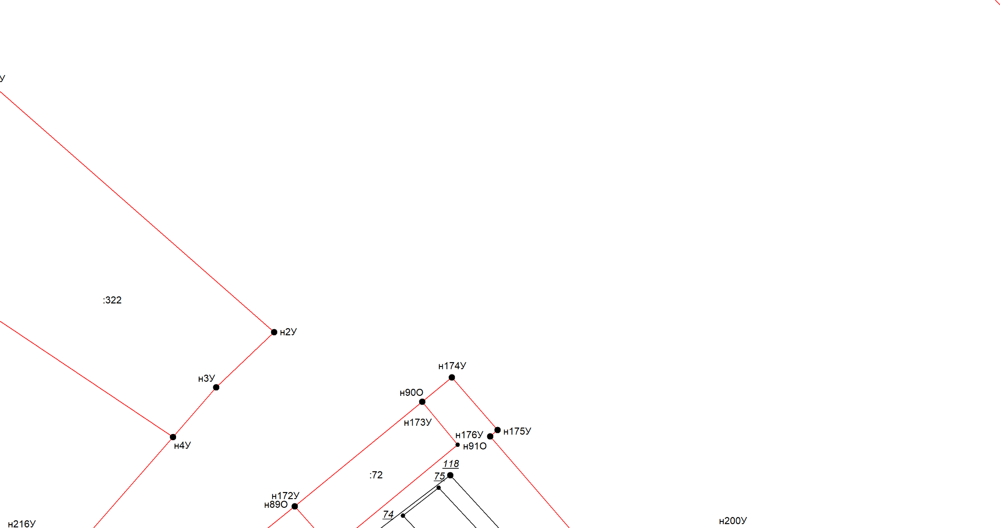 У
:322
н2У
н174У
н3У
н90О
н173У
н175У
н176У
н4У
н91О
118
:72
75
н172У
н89О
74
н200У
н216У